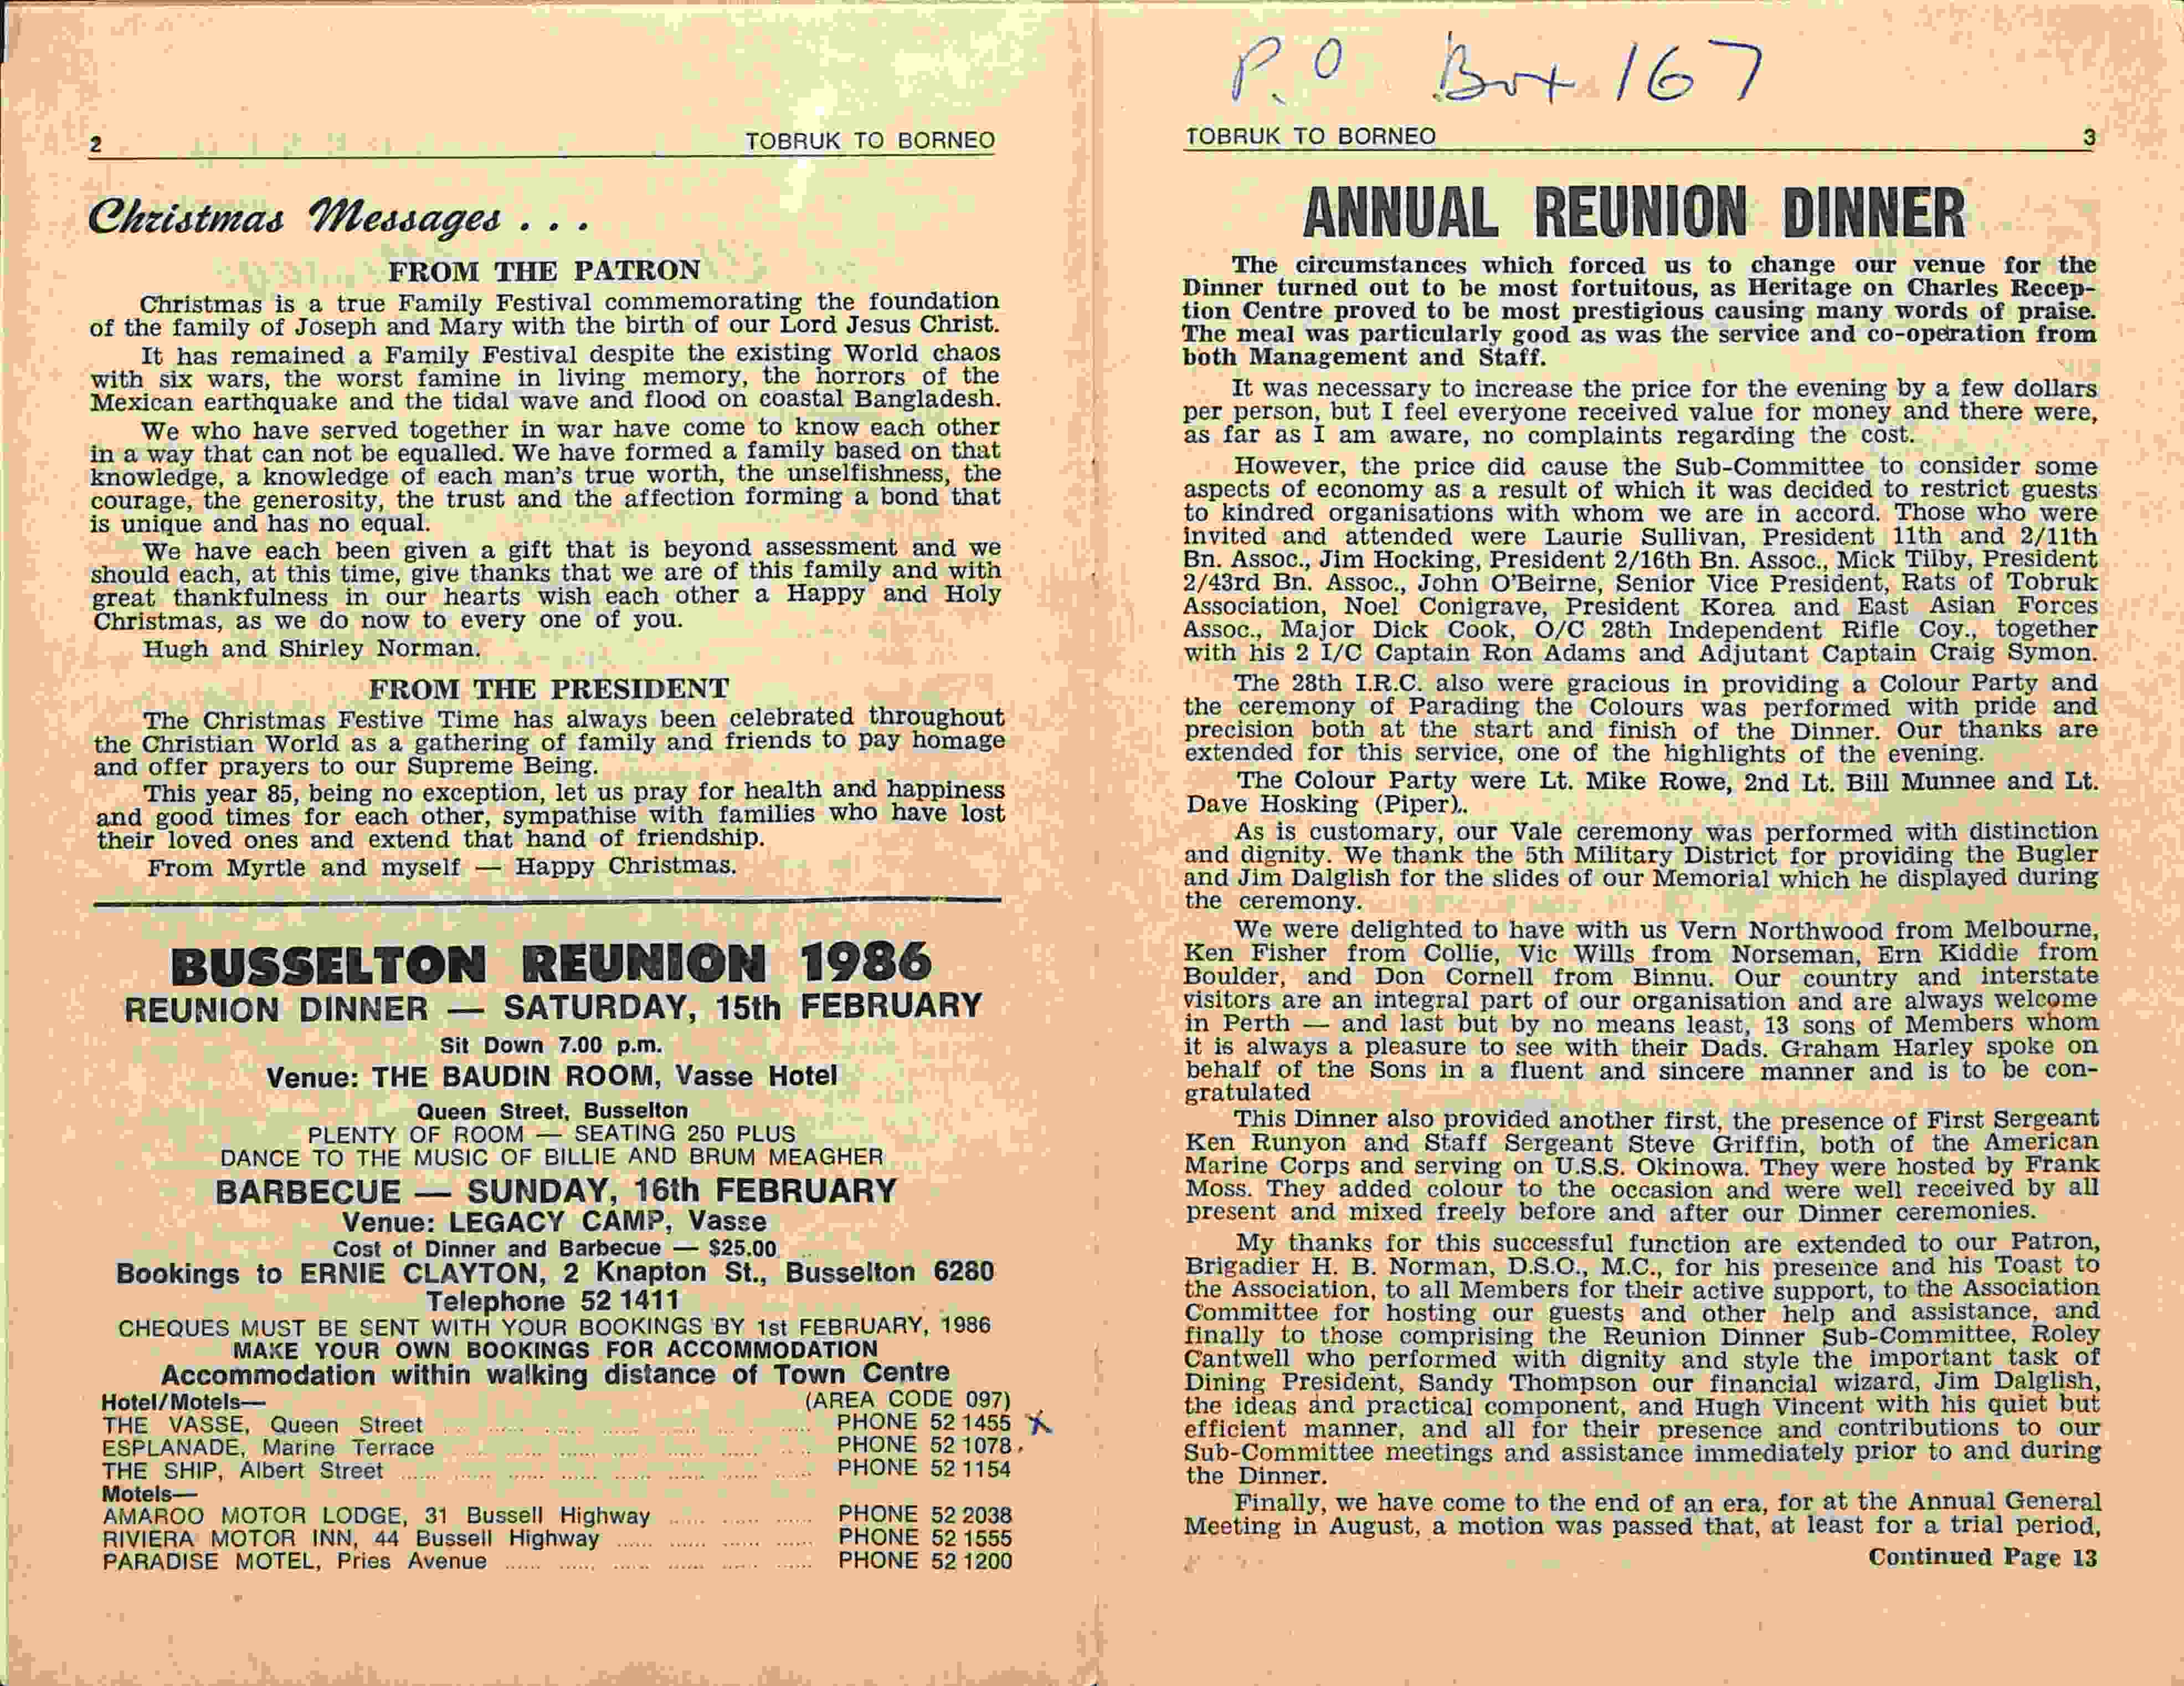 2 TOBRUK TO BORNEO
Christmas Messages . . .
FROM THE PATRON
Christmas is a true Family Festival commemorating the foundation
of the family of Joseph and Mary with the birth of our Lord Jesus Christ.
It has remained a Family Festival despite the existing World chaos
with six wars, the worst famine in living memory, the horrors of the
Mexican earthquake and the tidal wave and flood on coastal Bangladesh.
We who have served together in war have come to know each other
in a way that can not be equalled. We have formed a family based on that
knowledge, a knowledge of each man's true worth, the unselfishness, the
courage, the generosity, the trust and the affection forming a bond that
is unique and has no equal.
We have each been given a gift that is beyond assessment and we
should each, at this time, give thanks that we are of this family and with
great thankfulness in our hearts wish each other a Happy and Holy
Christmas, as we do now to every one of you.
Hugh and Shirley Norman.
FROM THE PRESIDENT
The Christmas Festive Time has always been celebrated throughout
the Christian World as a gathering of family and friends to pay homage
and offer prayers to our Supreme Being.
This year 85, being no exception, let us pray for health and happiness
and good times for each other, sympathise with families who have lost
their loved ones and extend that hand of friendship.
From Myrtle and myself — Happy Christmas.
BUSSELTON REUNION 1986
REUNION DINNER — SATURDAY, 15th FEBRUARY
Sit Down 7.00 p.m.
Venue: THE BAUDIN ROOM, Vasse Hotel
Queen Street, Busselton
PLENTY OF ROOM — SEATING 250 PLUS
DANCE TO THE MUSIC OF BILLIE AND BRUM MEAGHER
BARBECUE — SUNDAY, 16th FEBRUARY
Venue: LEGACY CAMP, Vasse
Cost of Dinner and Barbecue — $25.00
Bookings to ERNIE CLAYTON, 2 Knapton St., Busselton 6280
Telephone 52 1411
CHEQUES MUST BE SENT WITH YOUR BOOKINGS BY 1st FEBRUARY, 1986
MAKE YOUR OWN BOOKINGS FOR ACCOMMODATION
Accommodation within walking distance of Town Centre
Hotel/Motels— (AREA CODE 097)
THE VASSE, Queen Street PHONE 52 1455 X
ESPLANADE, Marine Terrace PHONE 52 1078
THE SHIP, Albert Street PHONE 52 1154
Motels—
AMAROO MOTOR LODGE, 31 Bussell Highway PHONE 52 2038
RIVIERA MOTOR INN, 44 Bussell Highway PHONE 52 1555
PARADISE MOTEL, Pries Avenue PHONE 52 1200
P.O Box 167
TOBRUK TO BORNEO 3
ANNUAL REUNION DINNER
The circumstances which forced us to change our venue for the
Dinner turned out to be most fortuitous, as Heritage on Charles Recep-
tion Centre proved to be most prestigious causing many words of praise.
The meal was particularly good as was the service and co-operation from
both Management and Staff.
It was necessary to increase the price for the evening by a few dollars
per person, but I feel everyone received value for money and there were,
as far as I am aware, no complaints regarding the cost.
However, the price did cause the Sub-Committee to consider some
aspects of economy as a result of which it was decided to restrict guests
to kindred organisations with whom we are in accord. Those who were
invited and attended were Laurie Sullivan, President 11th and 2/11th
Bn. Assoc., Jim Hocking, President 2/16th Bn. Assoc., Mick Tilby, President
2/43rd Bn. Assoc., John O'Beirne, Senior Vice President, Rats of Tobruk
Association, Noel Conigrave, President Korea and East Asian Forces
Assoc., Major Dick Cook, O/C 28th Independent Rifle Coy., together
with his 2 I/C Captain Ron Adams and Adjutant Captain Craig Symon.
The 28th I.R.C. also were gracious in providing a Colour Party and
the ceremony of Parading the Colours was performed with pride and
precision both at the start and finish of the Dinner. Our thanks are
extended for this service, one of the highlights of the evening.
The Colour Party were Lt. Mike Rowe, 2nd Lt. Bill Munnee and Lt.
Dave Hosking (Piper)..
As is customary, our Vale ceremony was performed with distinction
and dignity. We thank the 5th Military District for providing the Bugler
and Jim Dalglish for the slides of our Memorial which he displayed during
the ceremony.
We were delighted to have with us Vern Northwood from Melbourne,
Ken Fisher from Collie, Vic Wills from Norseman, Ern Kiddie from
Boulder, and Don Cornell from Binnu. Our country and interstate
visitors are an integral part of our organisation and are always welcome
in Perth — and last but by no means least, 13 sons of Members whom
it is always a pleasure to see with their Dads. Graham Harley spoke on
behalf of the Sons in a fluent and sincere manner and is to be con-
gratulated
This Dinner also provided another first, the presence of First Sergeant
Ken Runyon and Staff Sergeant Steve Griffin, both of the American
Marine Corps and serving on U.S.S. Okinowa. They were hosted by Frank
Moss. They added colour to the occasion and were well received by all
present and mixed freely before and after our Dinner ceremonies.
My thanks for this successful function are extended to our Patron,
Brigadier H. B. Norman, D.S.O., M.C., for his presence and his Toast to
the Association, to all Members for their active support, to the Association
Committee for hosting our guests and other help and assistance, and
finally to those comprising the Reunion Dinner Sub-Committee, Roley
Cantwell who performed with dignity and style the important task of
Dining President, Sandy Thompson our financial wizard, Jim Dalglish,
the ideas and practical component, and Hugh Vincent with his quiet but
efficient manner, and all for their presence and contributions to our
Sub-Committee meetings and assistance immediately prior to and during
the Dinner.
Finally, we have come to the end of an era, for at the Annual General
Meeting in August, a motion was passed that, at least for a trial period,
Continued Page 13